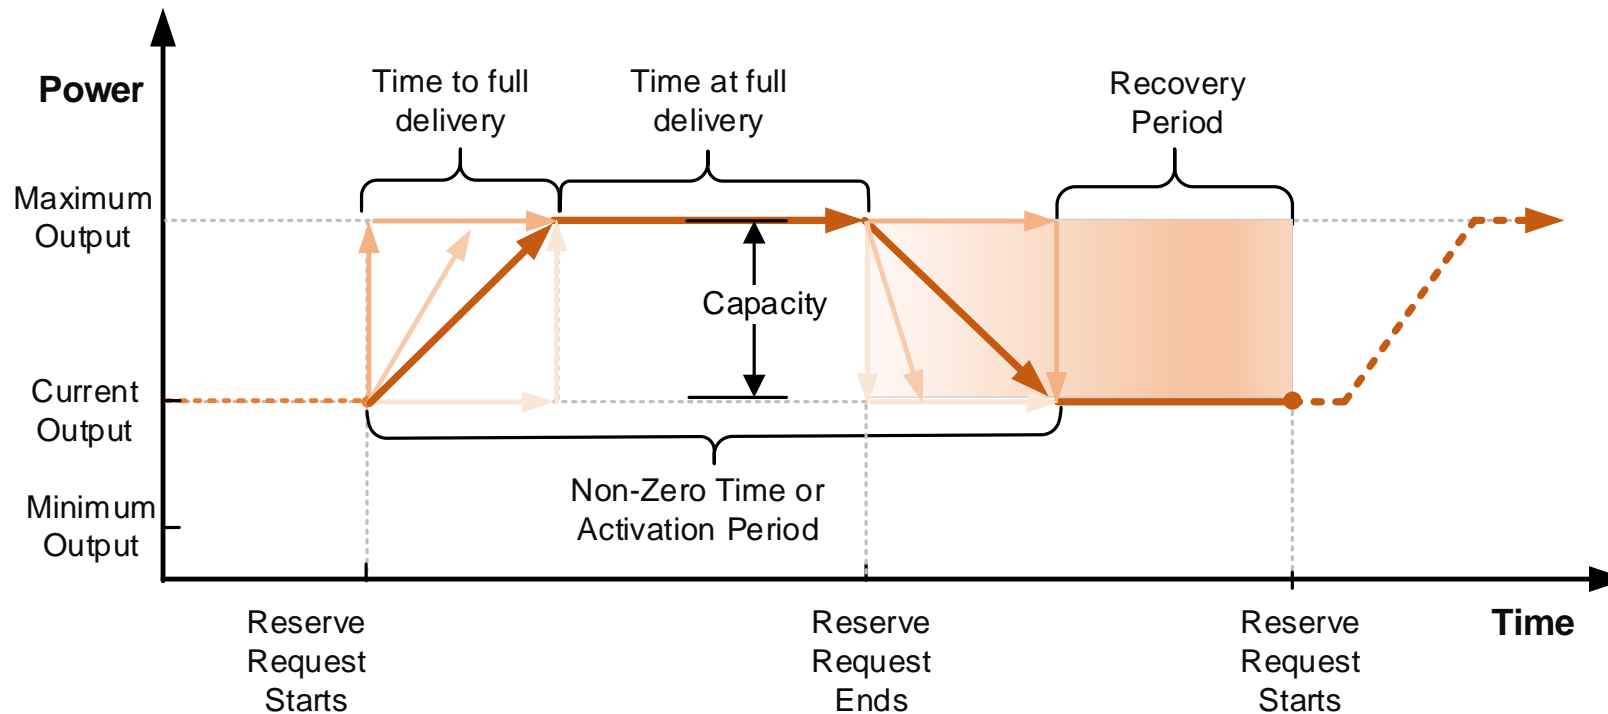 Power
Time to full
delivery
Time at full
delivery
Recovery
Period
Maximum
Output
Capacity
Current
Output
Non-Zero Time or
Activation Period
Minimum
Output
Reserve
Request
Starts
Reserve
Request
Ends
Reserve
Request
Starts
Time